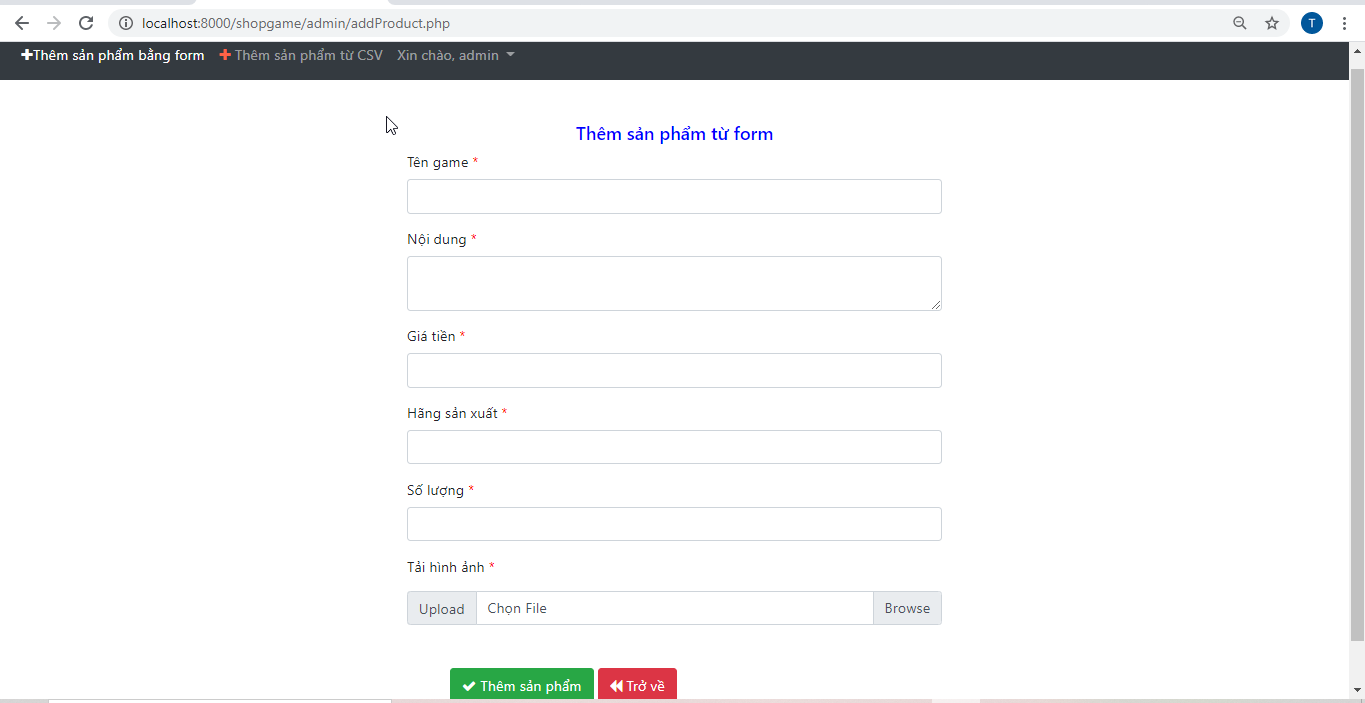 localhost:8000/shopgame/admin/addProduct.php
T
Thêm sản phẩm bằng form Thêm sản phẩm từ CSV Xin chào, admin
Thêm sản phẩm từ form
Tên game *
Nội dung *
Giá tiền *
Hãng sản xuất *
Số lượng *
Tải hình ảnh *
Upload Chọn File Browse
Thêm sản phẩm Trở về